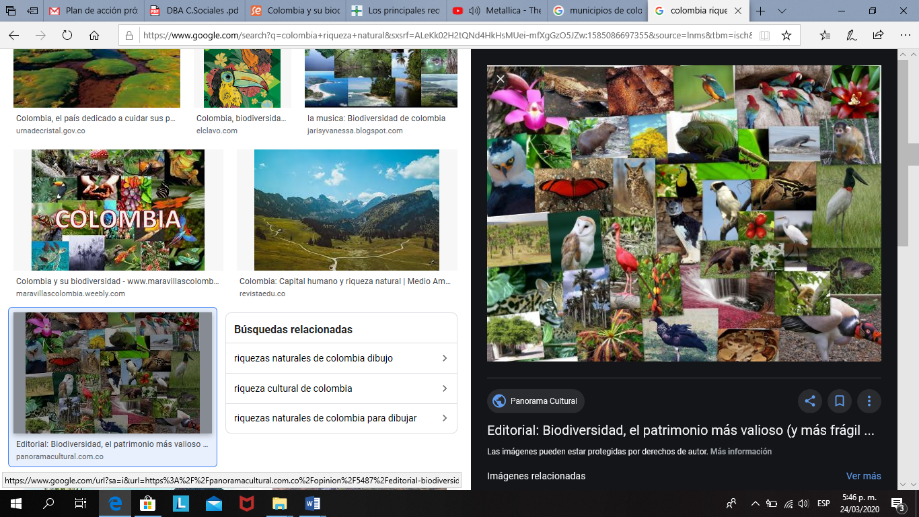 Plan de acción pró
DBA C.Sociales .pd
Colombia y su bioc
Los principales rec
Metallica - The
municipios de colo
colombia riquez
https://www.google.com/search?q=colombia+riqueza+natural&sxsrf=ALeKk02H2tQNd4HkHsMUei-mfXgGzO5JZw:1585086697355&source=lnms&tbm=isch&
Colombia, el país dedicado a cuidar sus p...
urnadecristal.gov.co
Colombia, biodiversida...
elclavo.com
la musica: Biodiversidad de colombia
jarisyvanessa.blogspot.com
COLOMBIA
Colombia y su biodiversidad - www.maravillascolomb...
maravillascolombia.weebly.com
Colombia: Capital humano y riqueza natural | Medio Am...
revistaedu.co
Búsquedas relacionadas
riquezas naturales de colombia dibujo
riqueza cultural de colombia
riquezas naturales de colombia para dibujar
Editorial: Biodiversidad, el patrimonio más valioso ...
panoramacultural.com.co
Panorama Cultural
Editorial: Biodiversidad, el patrimonio más valioso (y más frágil ...
Las imágenes pueden estar protegidas por derechos de autor. Más información
Imágenes relacionadas
Ver más
https://www.google.com/url?sa=i&url=https%3A%2F%2Fpanoramacultural.com.co%2Fopinion%2F5487%2Feditorial-biodiversid
ESP
5:46 p. m.
24/03/2020
3